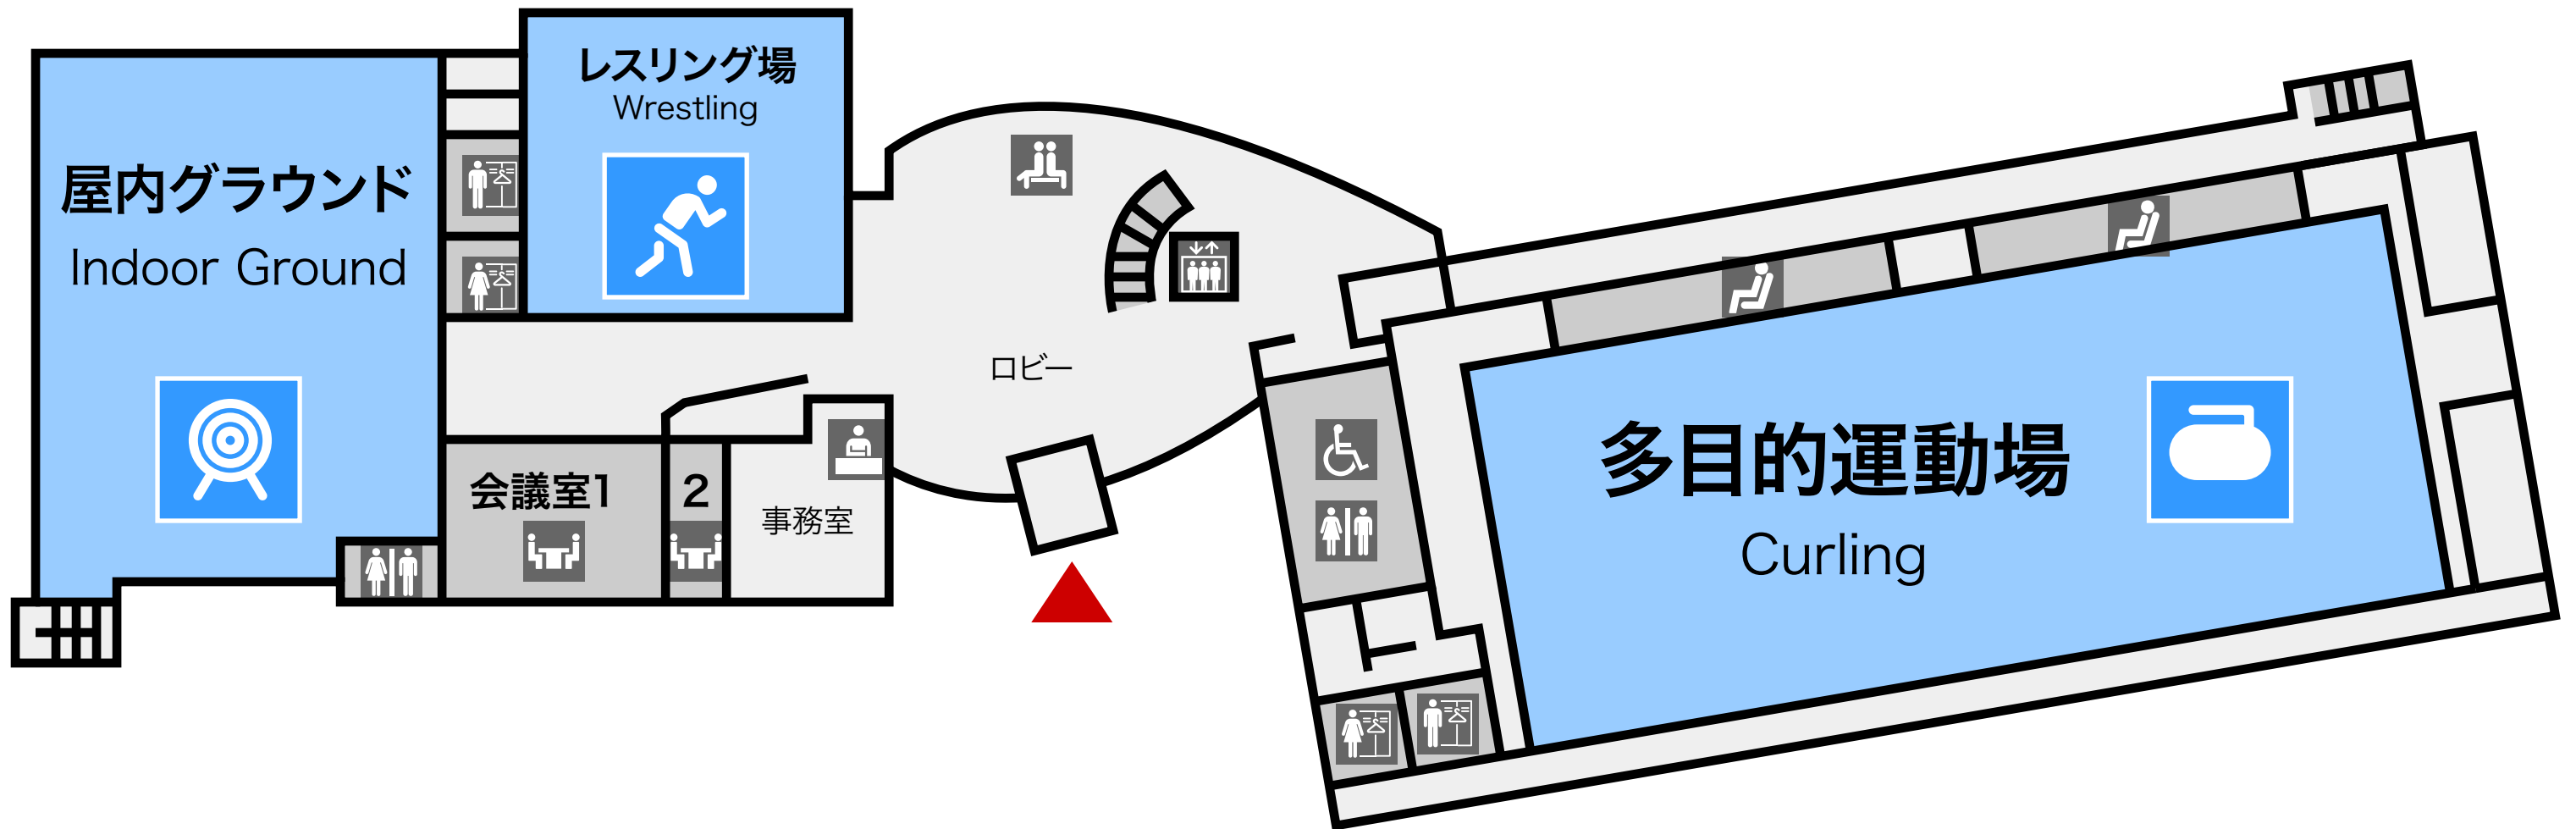 屋内グラウンド
Indoor Ground
レスリング場
Wrestling
ロビー
会議室1
2
事務室
多目的運動場
Curling